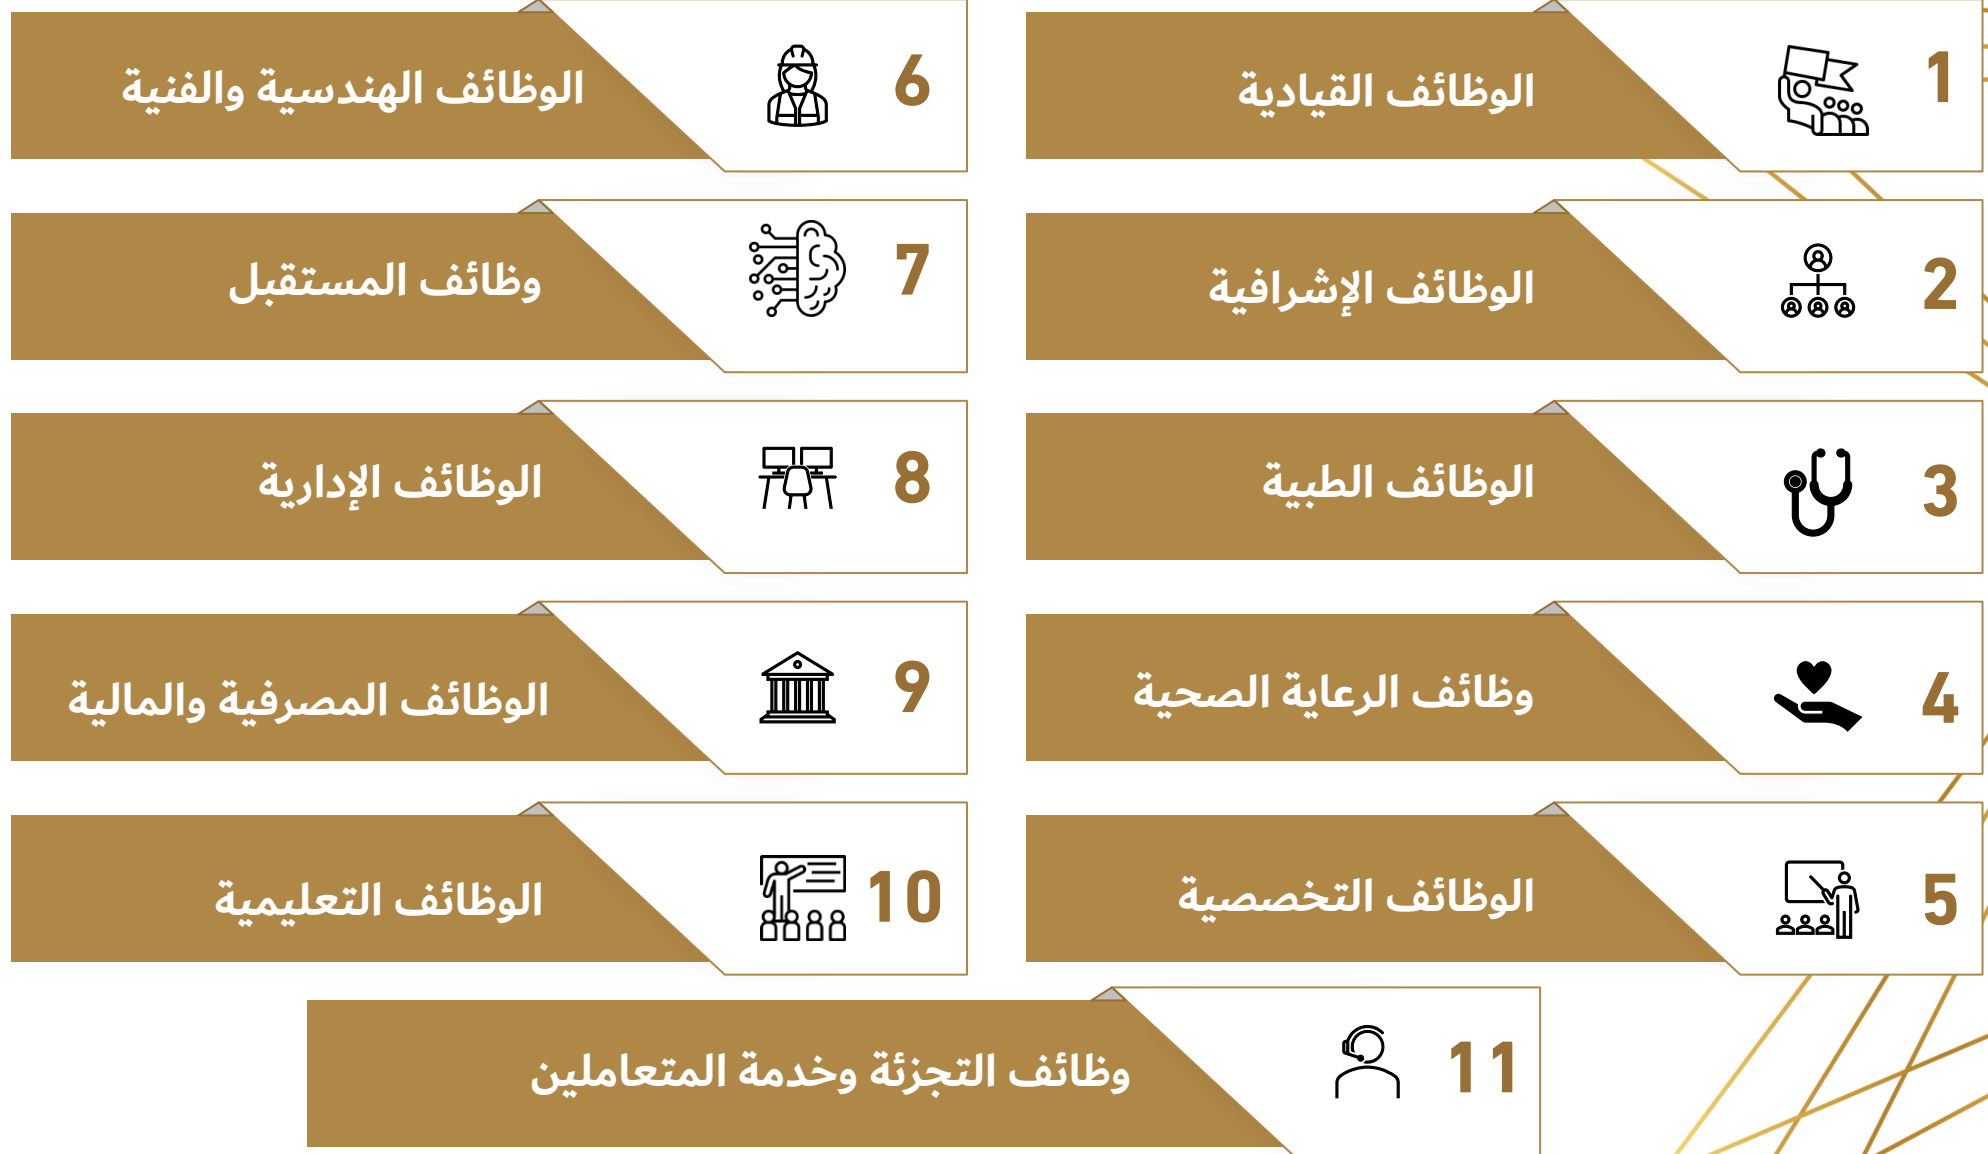 1
الوظائف القيادية
2
الوظائف الإشرافية
3
الوظائف الطبية
4
وظائف الرعاية الصحية
5
الوظائف التخصصية
6
الوظائف الهندسية والفنية
7
وظائف المستقبل
8
الوظائف الإدارية
9
الوظائف المصرفية والمالية
10
الوظائف التعليمية
11
وظائف التجزئة وخدمة المتعاملين